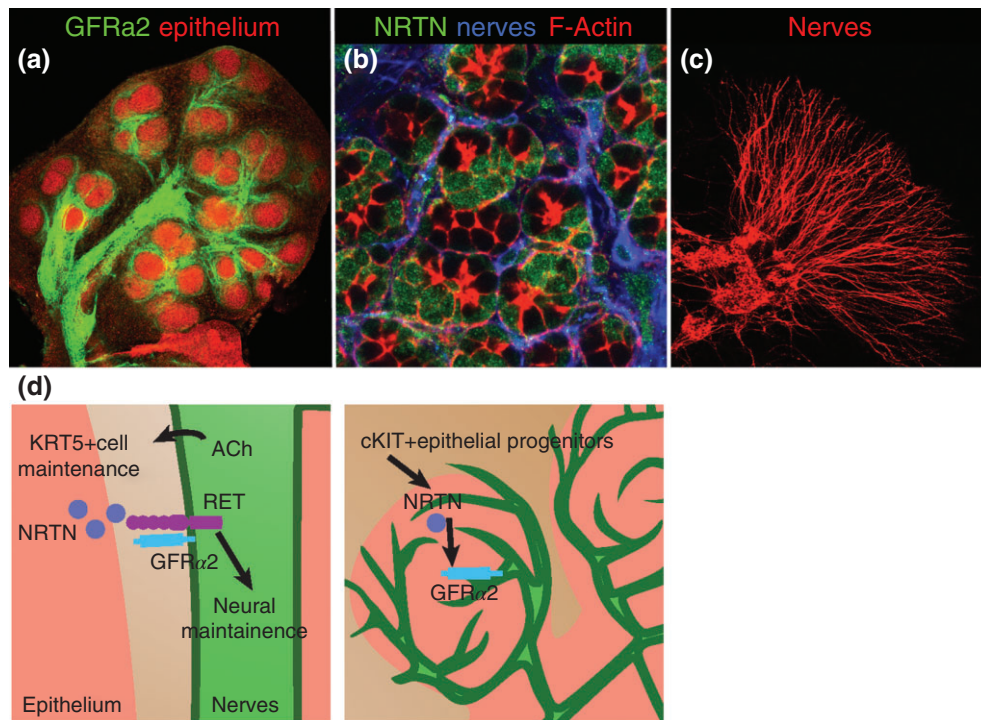 GFRa2 epithelium
NRTN nerves F-Actin
Nerves
(a)
(b)
(c)
(d)
KRT5+cell
maintenance
ACh
RET
NRTN
GFRα2
Neural
maintainence
Epithelium
Nerves
cKIT+epithelial progenitors
NRTN
GFRα2